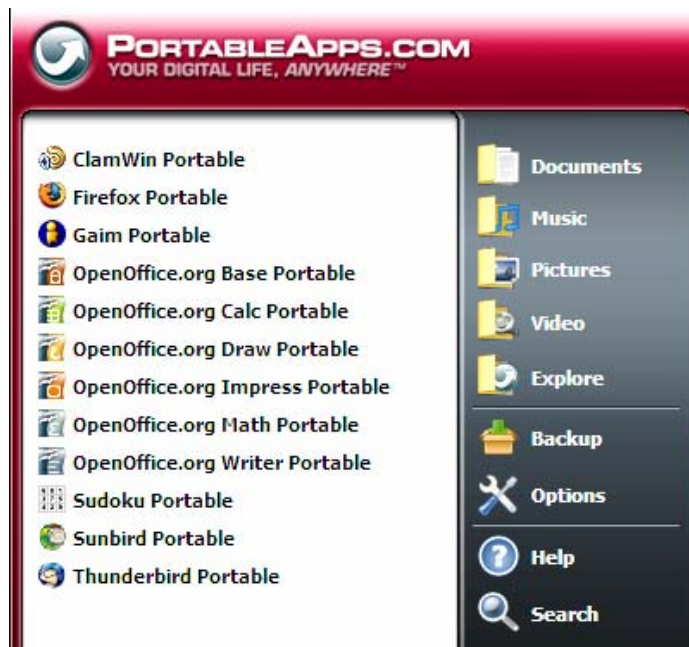 PORTABLEAPPS.COM
YOUR DIGITAL LIFE, ANYWHERE™
ClamWin Portable
Firefox Portable
Gaim Portable
OpenOffice.org Base Portable
OpenOffice.org Calc Portable
OpenOffice.org Draw Portable
OpenOffice.org Impress Portable
OpenOffice.org Math Portable
OpenOffice.org Writer Portable
Sudoku Portable
Sunbird Portable
Thunderbird Portable
Documents
Music
Pictures
Video
Explore
Backup
Options
Help
Search